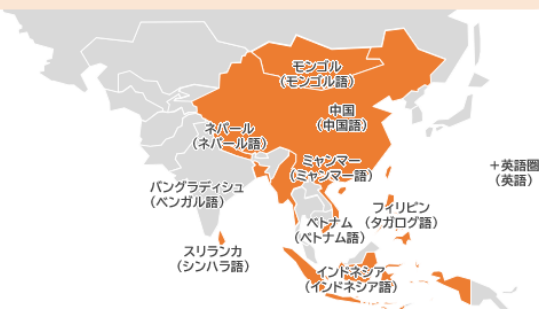 モンゴル
(モンゴル語)
中国
(中国語)
ネパール
(ネパール語)
ミャンマー
(ミャンマー語)
＋英語圏
(英語)
バングラディシュ
(ベンガル語)
フィリピン
(タガログ語)
ベトナム
(ベトナム語)
スリランカ
(シンハラ語)
インドネシア
(インドネシア語)